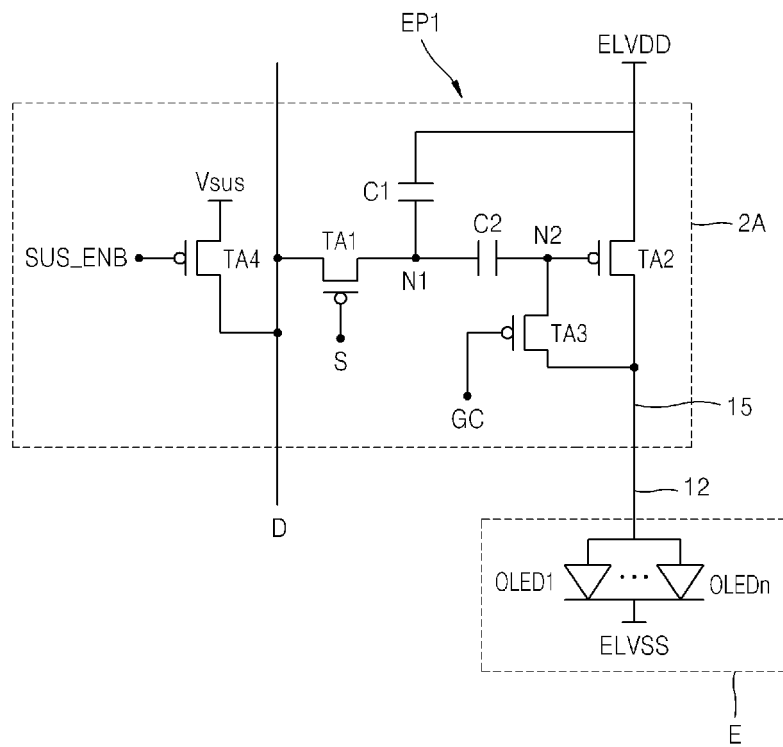 EP1
ELVDD
Vsus
C1
2A
TA1
C2
N2
SUS_ENB
TA4
N1
TA2
TA3
S
GC
15
12
D
OLED1
...
OLEDn
ELVSS
E